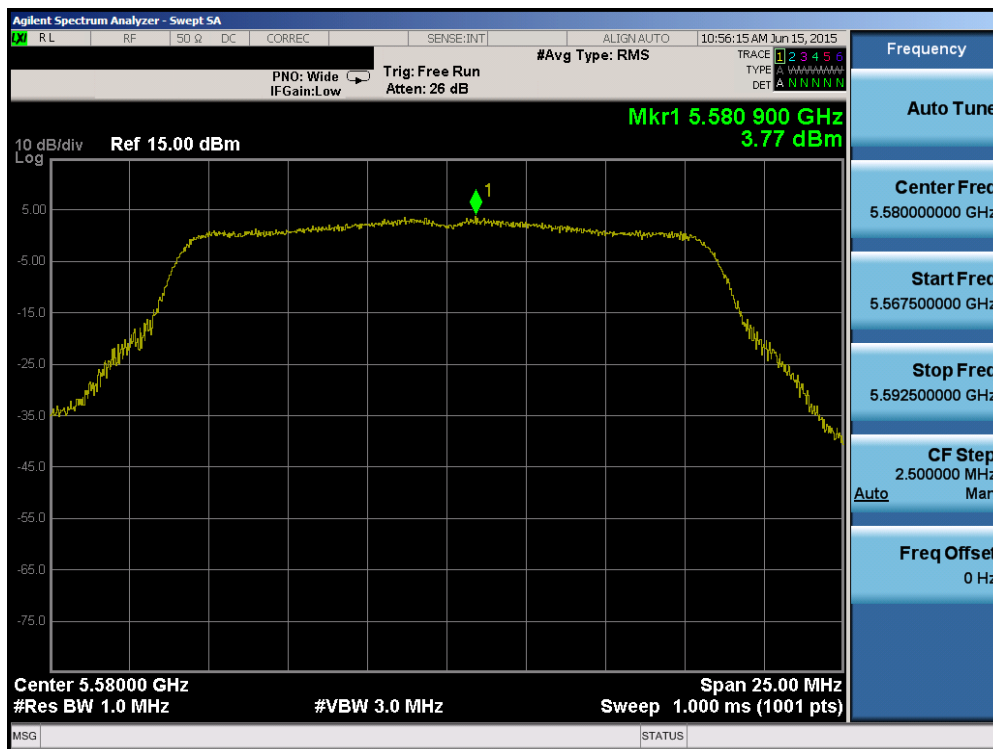 Agilent Spectrum Analyzer - Swept SA
LXI RL RF 50 Ω DC CORREC SENSE:INT ALIGN AUTO 10:56:15 AM Jun 15, 2015
#Avg Type: RMS TRACE 1 2 3 4 5 6
PNO: Wide Trig: Free Run TYPE A WWWWW
IFGain:Low Atten: 26 dB DET A N N N N N
Mkr1 5.580 900 GHz
3.77 dBm
10 dB/div Ref 15.00 dBm
Log
1
5.00
-5.00
-15.0
-25.0
-35.0
-45.0
-55.0
-65.0
-75.0
Center 5.58000 GHz Span 25.00 MHz
#Res BW 1.0 MHz #VBW 3.0 MHz Sweep 1.000 ms (1001 pts)
MSG STATUS
Frequency
Auto Tune
Center Freq
5.580000000 GHz
Start Freq
5.567500000 GHz
Stop Freq
5.592500000 GHz
CF Step
2.500000 MHz
Auto Man
Freq Offset
0 Hz